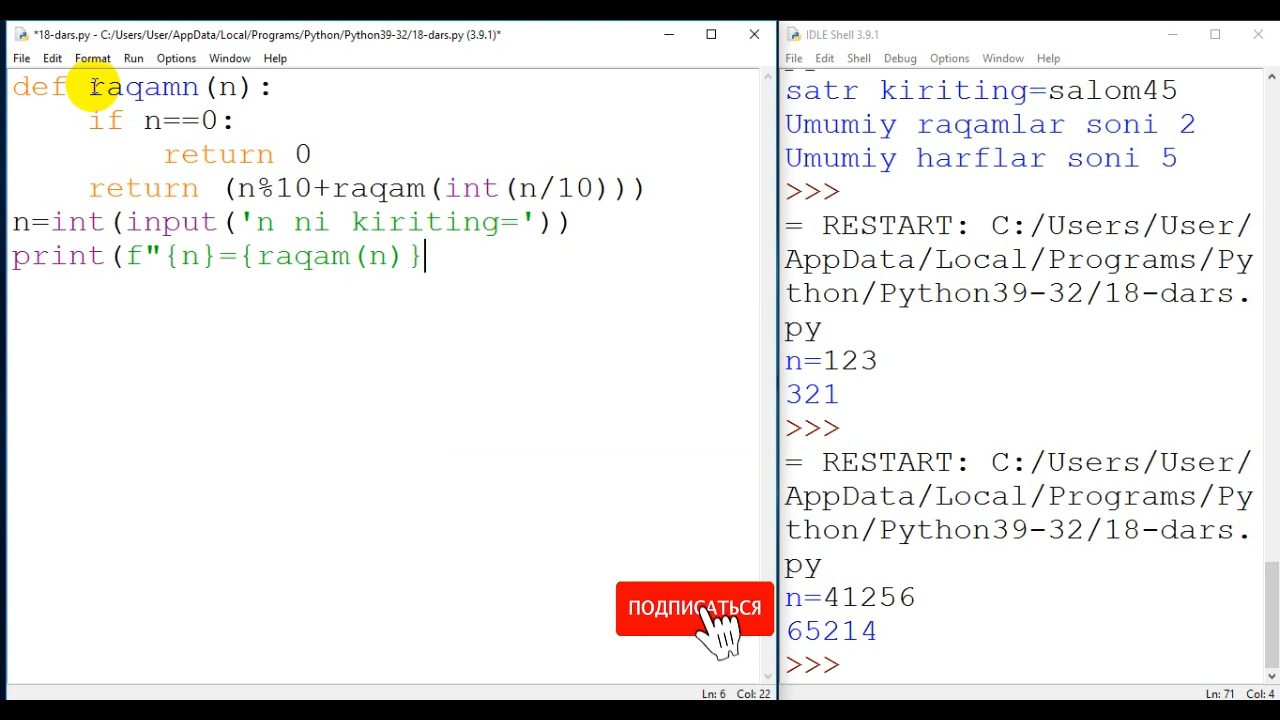 *18-dars.py - C:/Users/User/AppData/Local/Programs/Python/Python39-32/18-dars.py (3.9.1)*
File Edit Format Run Options Window Help
def raqamn(n):
    if n==0:
        return 0
    return (n%10+raqam(int(n/10)))
n=int(input('n ni kiriting='))
print(f"{n}={raqam(n)}
ПОДПИСАТЬСЯ
Ln: 6 Col: 22
IDLE Shell 3.9.1
File Edit Shell Debug Options Window Help
satr kiriting=salom45
Umumiy raqamlar soni 2
Umumiy harflar soni 5
>>>
= RESTART: C:/Users/User/
AppData/Local/Programs/Py
thon/Python39-32/18-dars.
py
n=123
321
>>>
= RESTART: C:/Users/User/
AppData/Local/Programs/Py
thon/Python39-32/18-dars.
py
n=41256
65214
>>>
Ln: 71 Col: 4